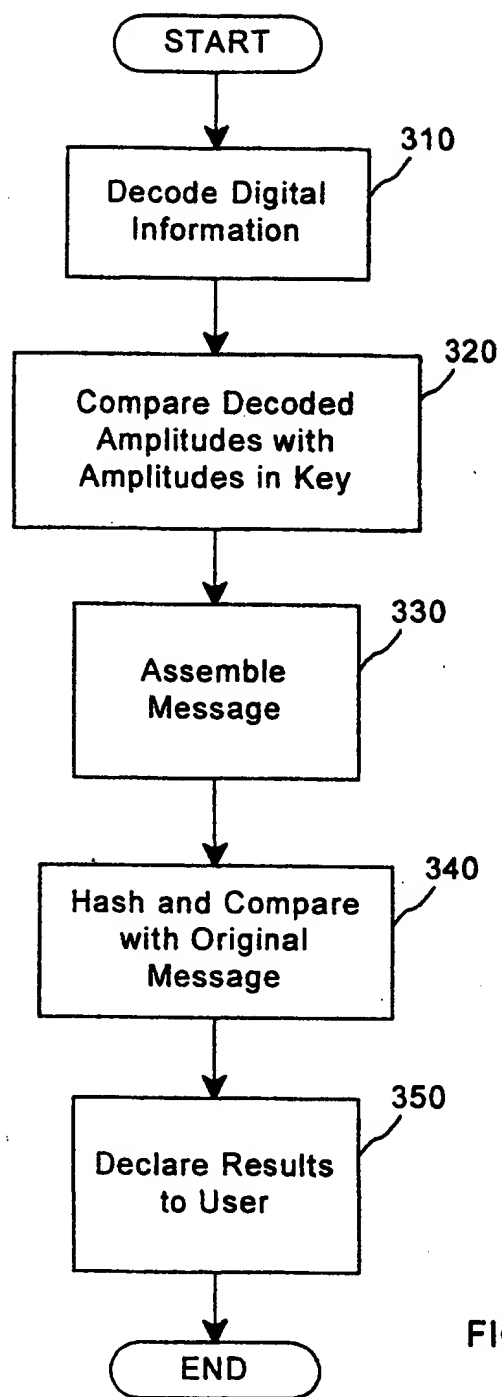 START
310
Decode Digital
Information
320
Compare Decoded
Amplitudes with
Amplitudes in Key
330
Assemble
Message
340
Hash and Compare
with Original
Message
350
Declare Results
to User
END